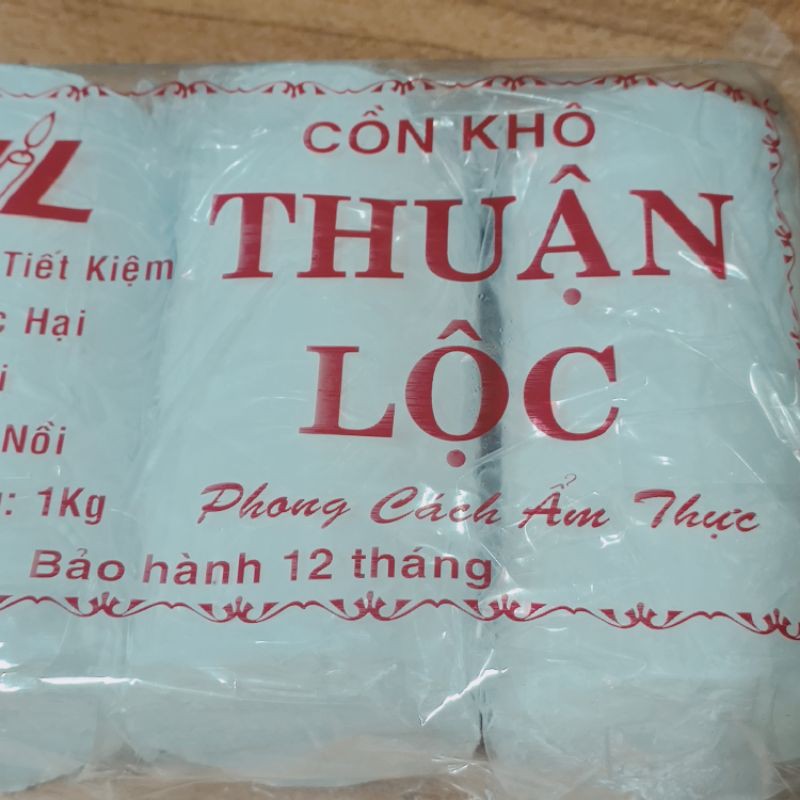 CỒN KHÔ
THUẬN
LỘC
Phong Cách Ẩm Thực
Bảo hành 12 tháng
L
Tiết Kiệm
Hại
Nồi
: 1Kg